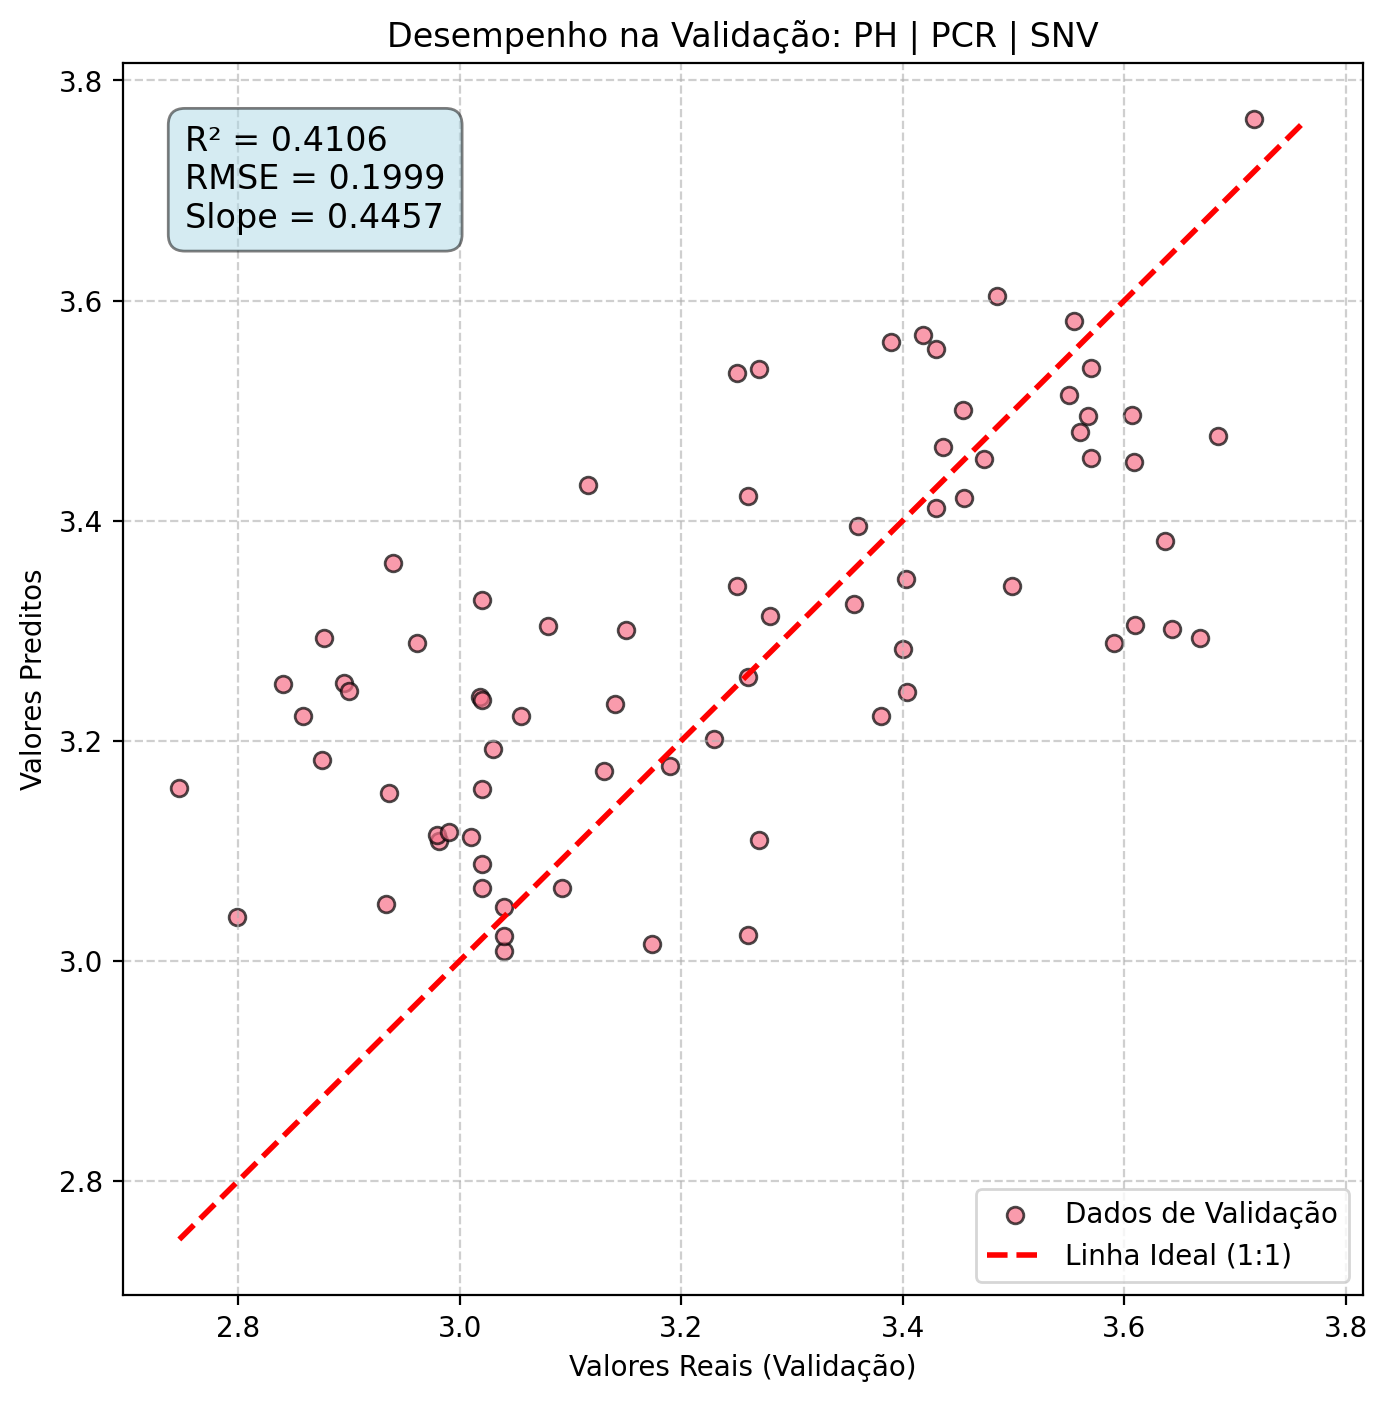 Desempenho na Validação: PH | PCR | SNV
R² = 0.4106
RMSE = 0.1999
Slope = 0.4457
3.8
3.6
3.4
3.2
3.0
2.8
Valores Preditos
Dados de Validação
Linha Ideal (1:1)
2.8 3.0 3.2 3.4 3.6 3.8
Valores Reais (Validação)